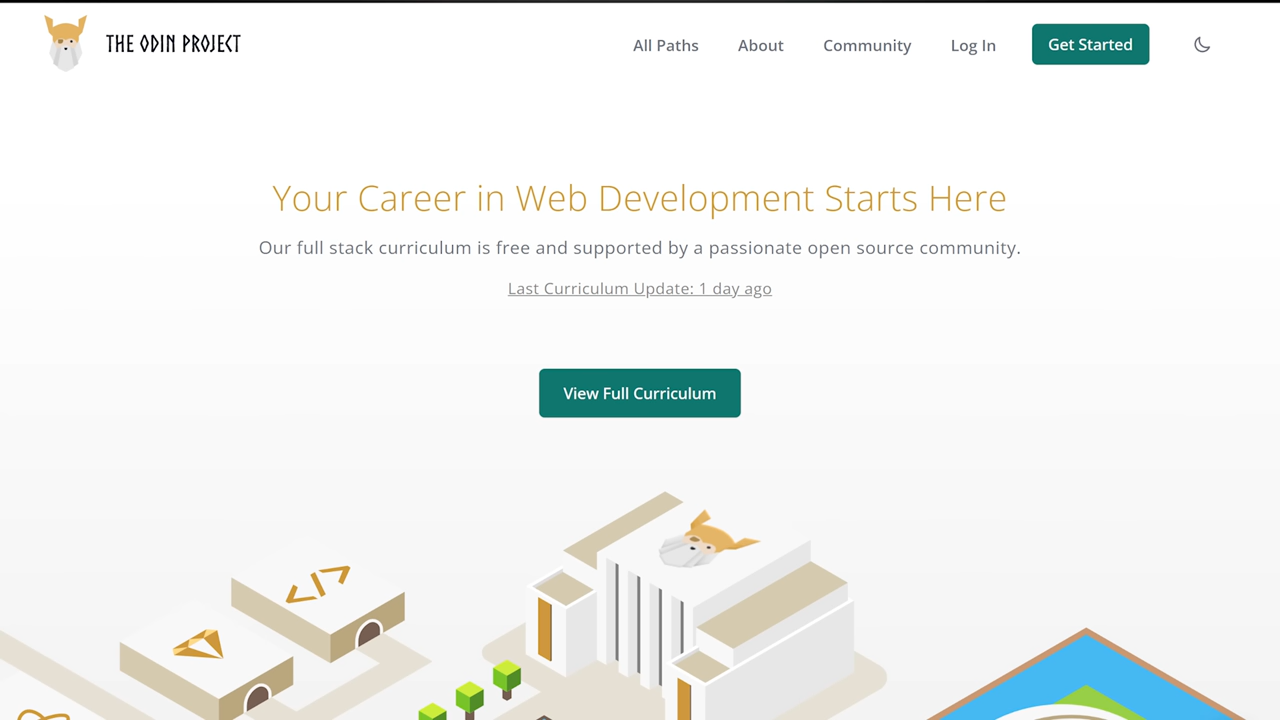 THE ODIN PROJECT
All Paths
About
Community
Log In
Get Started
Your Career in Web Development Starts Here
Our full stack curriculum is free and supported by a passionate open source community.
Last Curriculum Update: 1 day ago
View Full Curriculum
</>